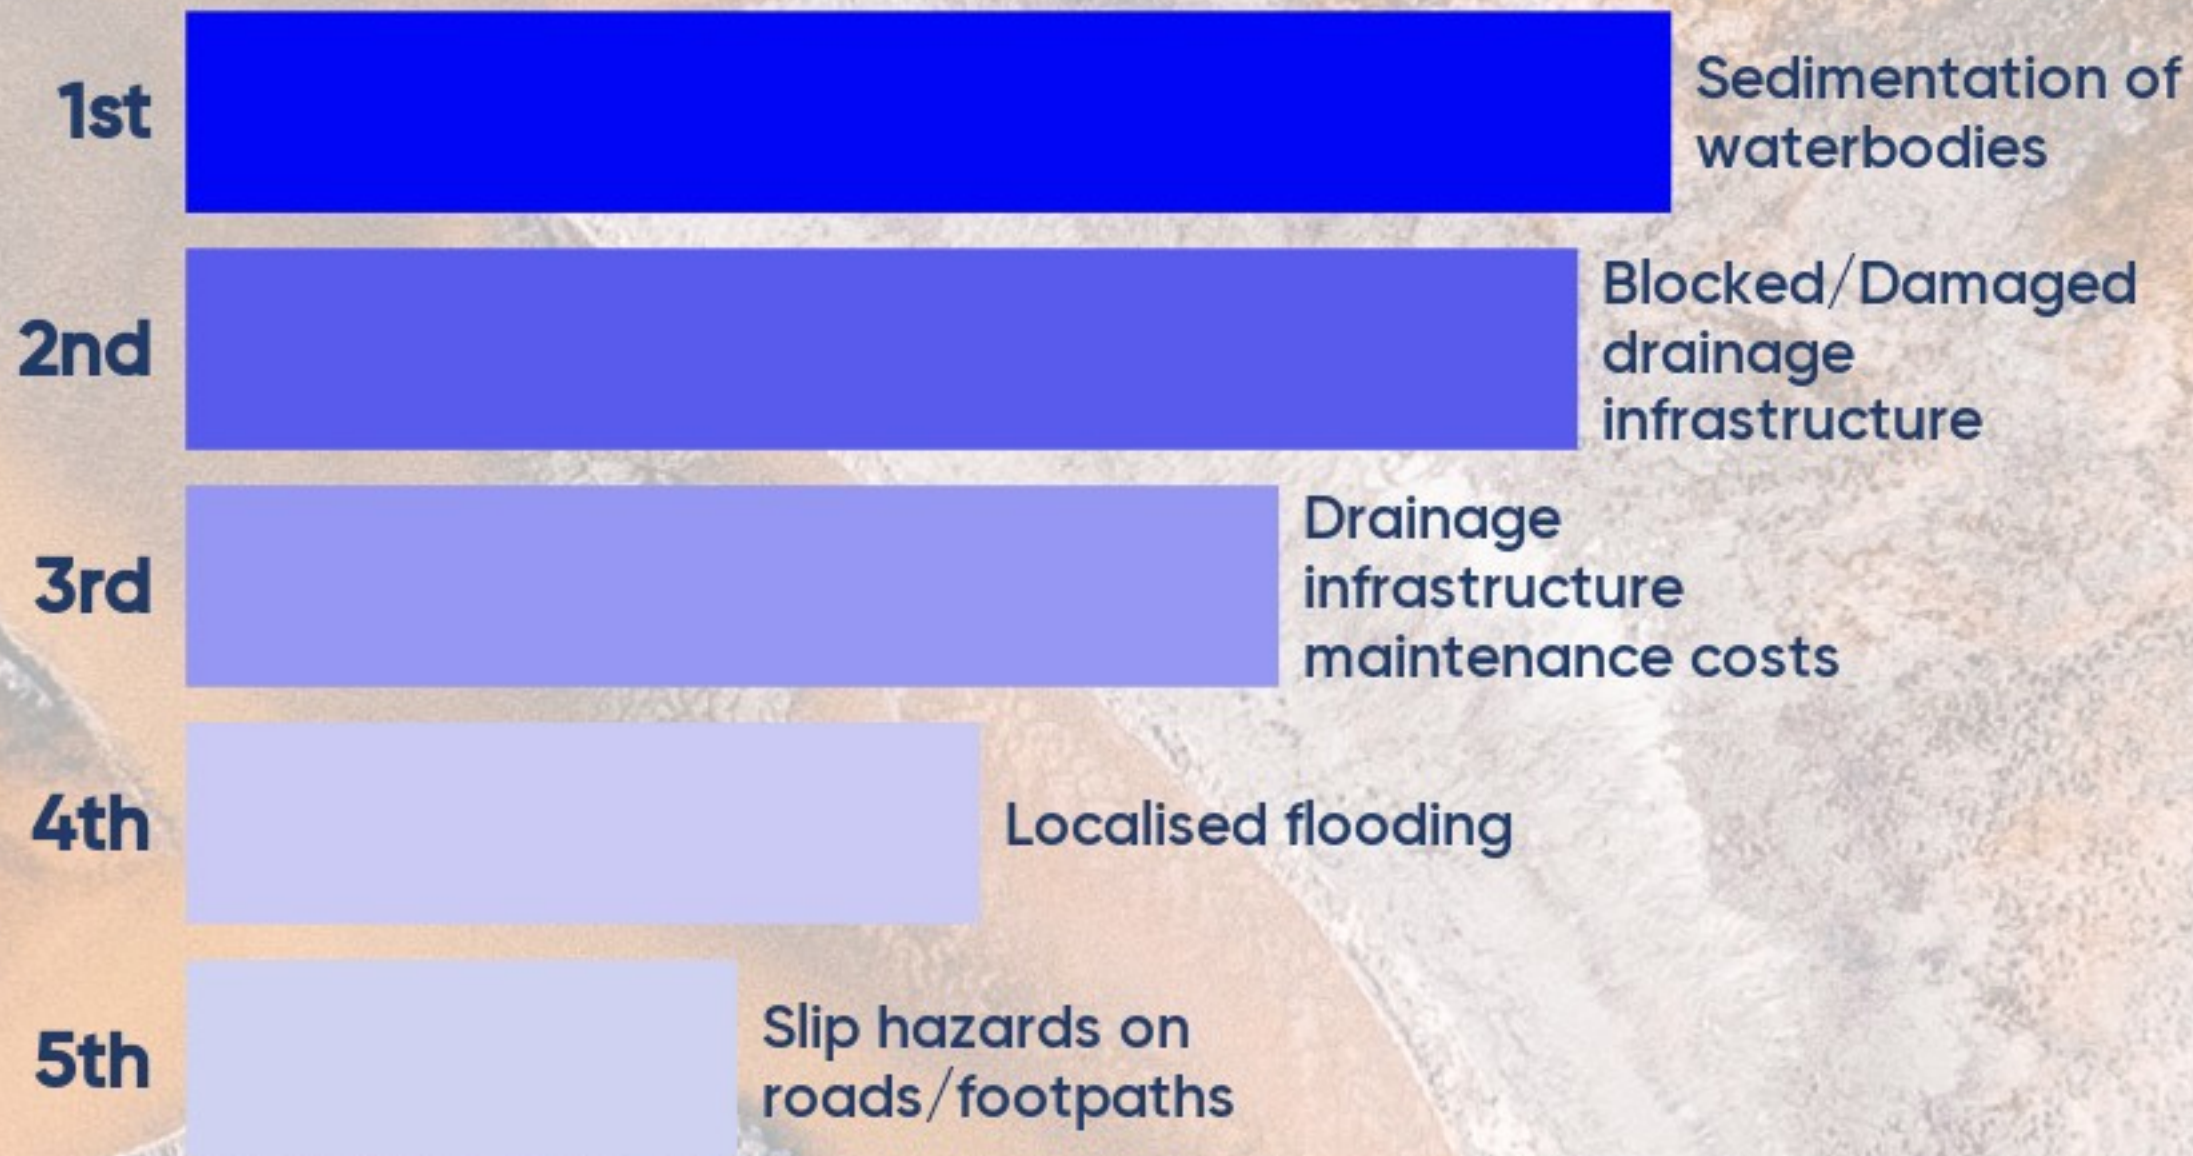 1st
Sedimentation of
waterbodies
2nd
Blocked/Damaged
drainage
infrastructure
3rd
Drainage
infrastructure
maintenance costs
4th
Localised flooding
5th
Slip hazards on
roads/footpaths